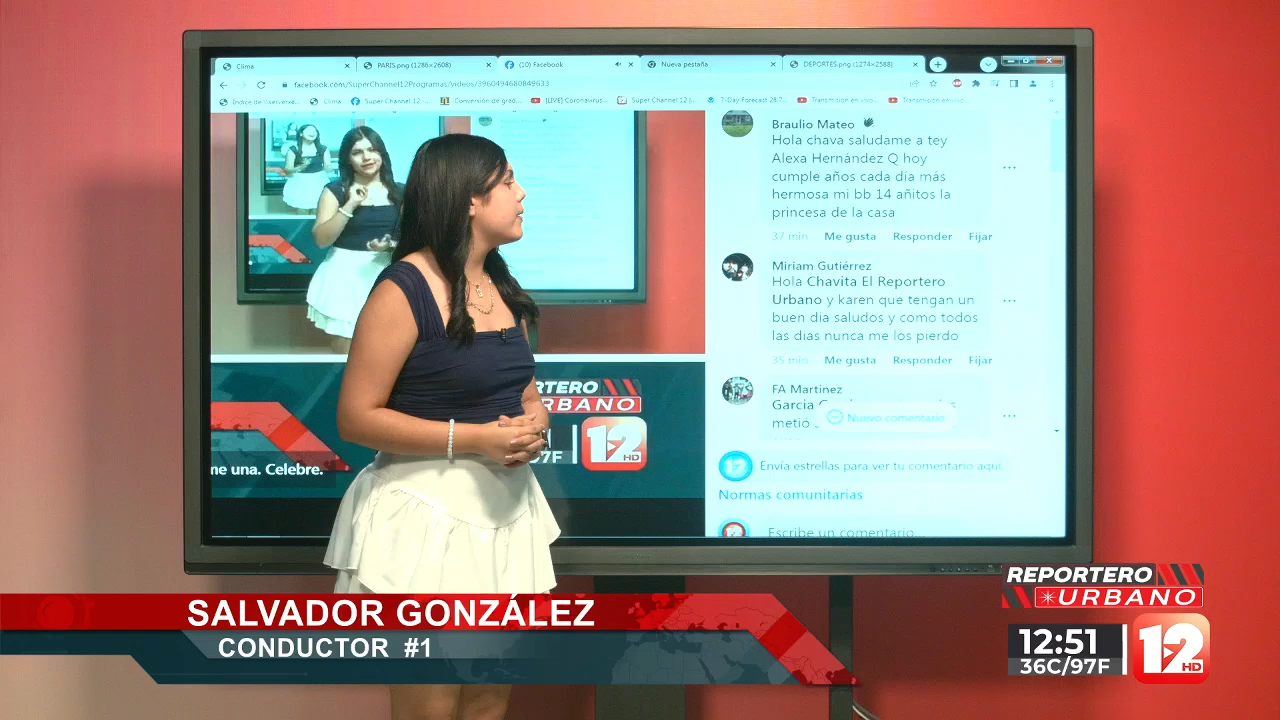 Clima
PARIS.png (1286×2608)
(10) Facebook
Nueva pestaña
DEPORTES.png (1274×2588)
facebook.com/SuperChannel12Programas/videos/3960494680849633
Clima
Super Channel 12 -...
Conversión de grad...
[LIVE] Coronavirus...
Super Channel 12 |...
7-Day Forecast 28.7...
Transmisión en vivo...
Transmisión en vivo...
Braulio Mateo
Hola chava saludame a tey
Alexa Hernández Q hoy
cumple años cada día más
hermosa mi bb 14 añitos la
princesa de la casa
37 min Me gusta Responder Fijar
Miriam Gutiérrez
Hola Chavita El Reportero
Urbano y karen que tengan un
buen dia saludos y como todos
las dias nunca me los pierdo
35 min Me gusta Responder Fijar
FA Martinez
Garcia
metió
Nuevo comentario
Envía estrellas para ver tu comentario aquí...
Normas comunitarias
Escribe un comentario...
RTERO
RBANO
12
HD
97F
me una. Celebre.
SALVADOR GONZÁLEZ
CONDUCTOR #1
REPORTERO
URBANO
12:51
36C/97F
12
HD